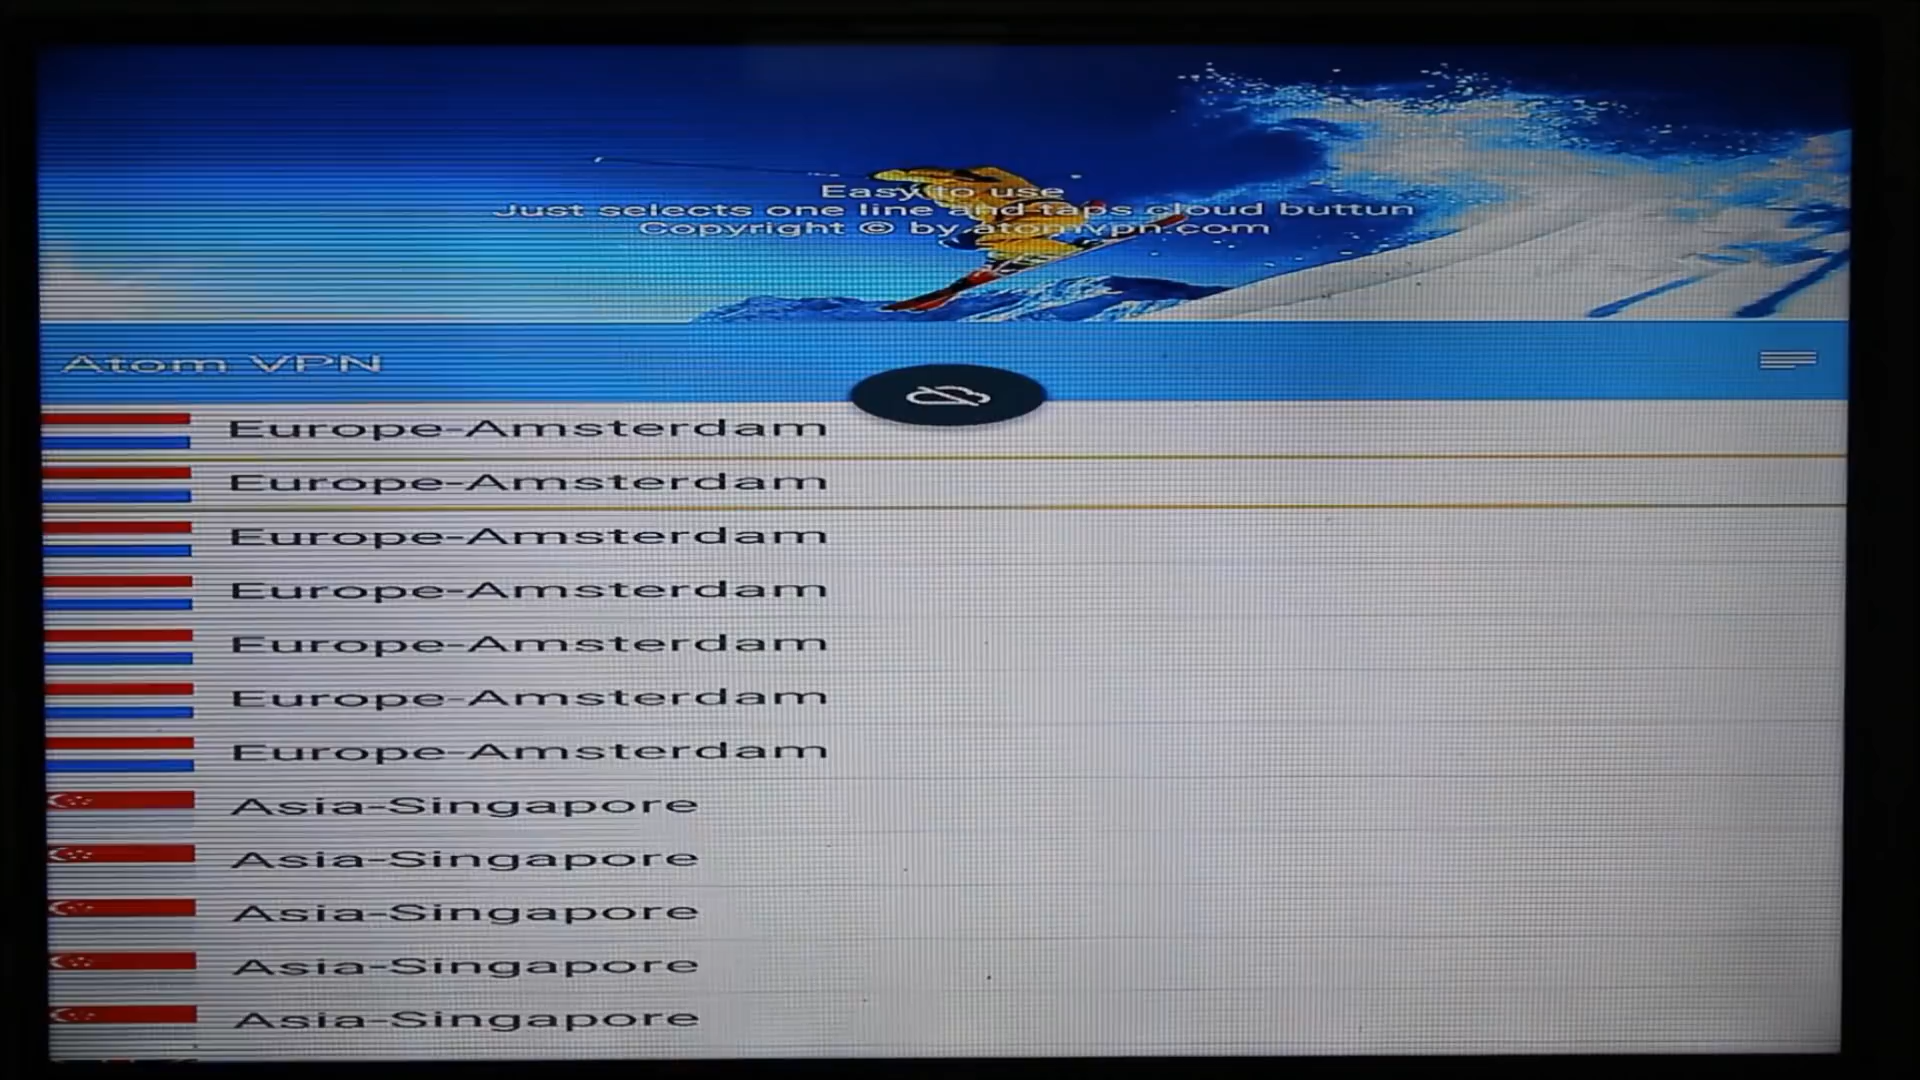 Easy to use
Just selects one line and taps cloud buttun
Copyright © by atomvpn.com
Atom VPN
Europe-Amsterdam
Europe-Amsterdam
Europe-Amsterdam
Europe-Amsterdam
Europe-Amsterdam
Europe-Amsterdam
Europe-Amsterdam
Asia-Singapore
Asia-Singapore
Asia-Singapore
Asia-Singapore
Asia-Singapore